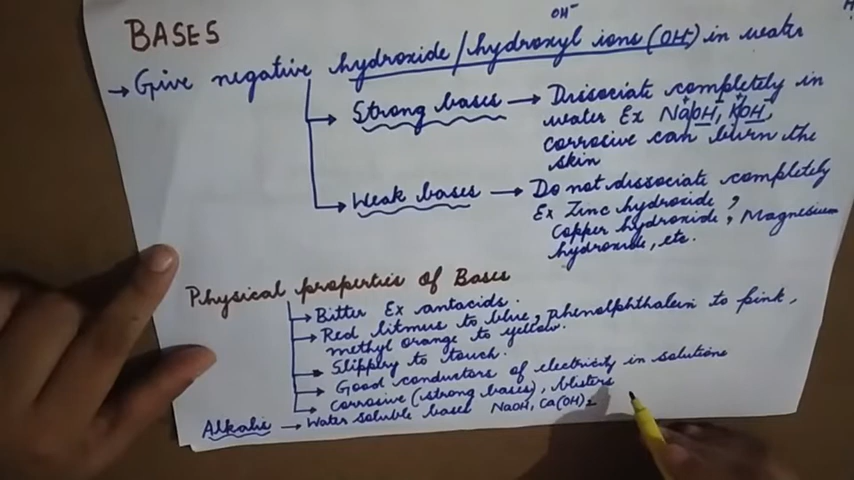 BASES
OH⁻
→ Give negative hydroxide/hydroxyl ions (OH⁻) in water
Strong bases → Dissociate completely in
water Ex NaOH, KOH,
corrosive can burn the
skin
Weak bases → Do not dissociate completely
Ex Zinc hydroxide,
copper hydroxide, Magnesium
hydroxide, etc.
Physical properties of Bases
→ Bitter Ex antacids.
→ Red litmus to blue, phenolphthalein to pink,
methyl orange to yellow.
→ Slippery to touch.
→ Good conductors of electricity in solutions
→ Corrosive (strong bases), blisters
Alkalis → Water soluble bases NaOH, Ca(OH)₂